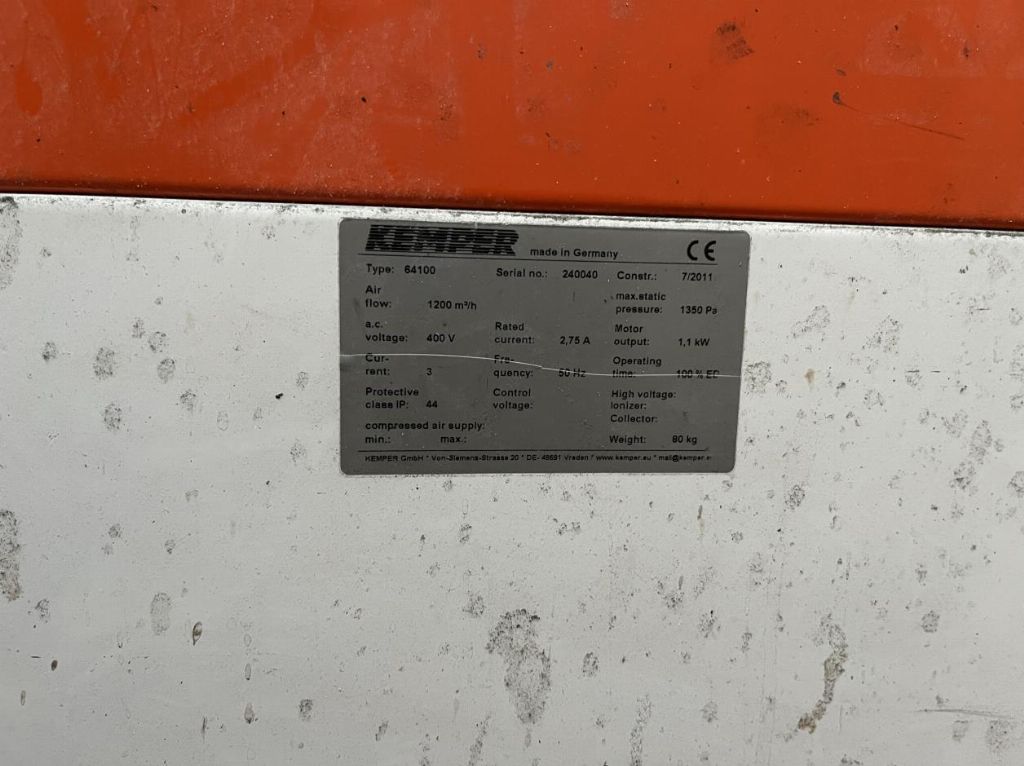 KEMPER made in Germany CE
Type: 64100 Serial no.: 240040 Constr.: 7/2011
Air flow: 1200 m³/h max.static pressure: 1350 Pa
a.c. voltage: 400 V Rated current: 2,75 A Motor output: 1,1 kW
Cur- rent: 3 Fre- quency: 50 Hz Operating time: 100 % ED
Protective class IP: 44 Control voltage: High voltage:
Ionizer:
Collector:
compressed air supply:
min.: max.: Weight: 80 kg
KEMPER GmbH * Von-Siemens-Strasse 20 * DE- 48691 Vreden * www.kemper.eu * mail@kemper.e